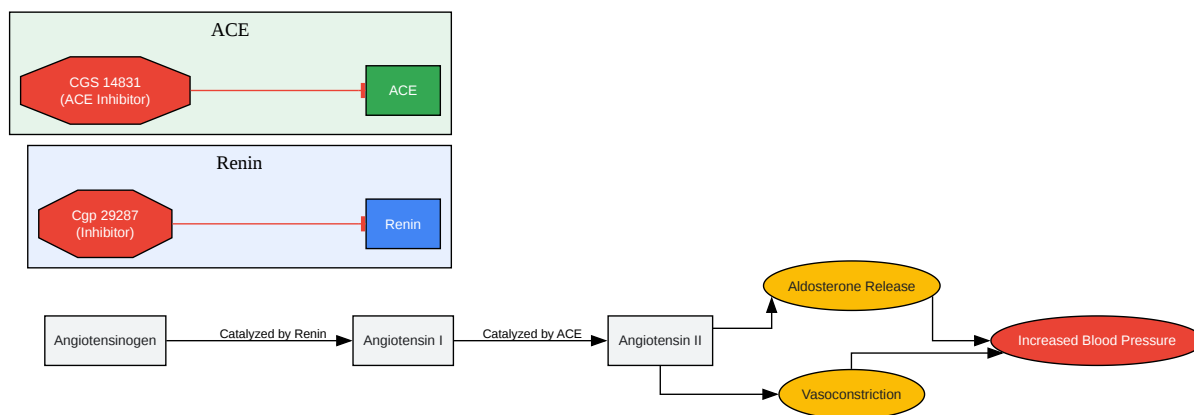 ACE
CGS 14831
(ACE Inhibitor)
ACE
Renin
Cgp 29287
(Inhibitor)
Renin
Aldosterone Release
Angiotensinogen
Catalyzed by Renin
Angiotensin I
Catalyzed by ACE
Angiotensin II
Increased Blood Pressure
Vasoconstriction